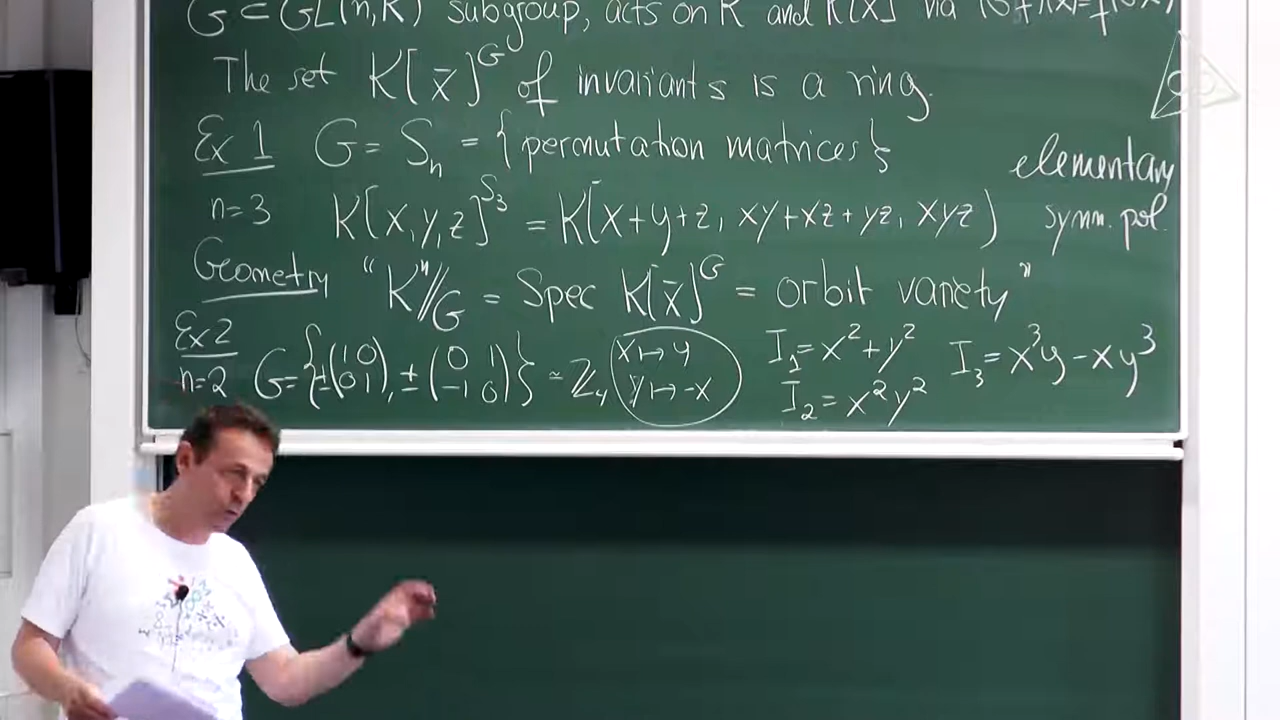 G ⊂ GL(n,K) subgroup, acts on K^n and K[x̄] via (σf)(x)=f(σx)
The set K[x̄]^G of invariants is a ring.
Ex 1 G = S_n = {permutation matrices}
n=3 K[x,y,z]^{S_3} = K[x+y+z, xy+xz+yz, xyz]
elementary
symm. pol.
Geometry "K^n//G = Spec K[x̄]^G = orbit variety"
Ex 2
n=2 G={±(1 0 0 1), ±(0 1 -1 0)} ≃ Z_4
x↦y
y↦-x
I_1 = x^2+y^2
I_2 = x^2y^2
I_3 = x^3y - xy^3